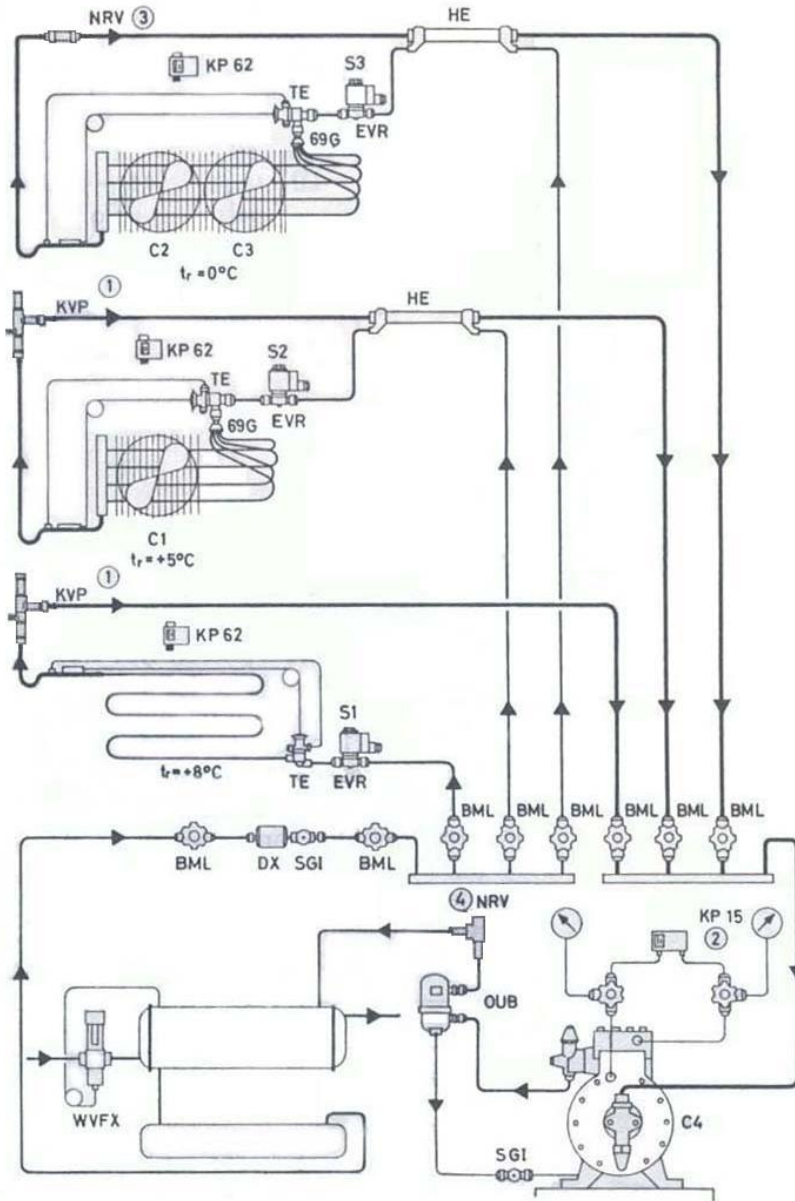 NRV ③
HE
KP 62
S3
TE
EVR
69G
C2
C3
tr = 0°C
①
KVP
HE
KP 62
S2
TE
EVR
69G
C1
tr = +5°C
①
KVP
KP 62
S1
tr = +8°C
TE
EVR
BML
BML
BML
BML
BML
BML
BML
DX
SGI
BML
④ NRV
KP 15
②
OUB
WVFX
C4
SGI